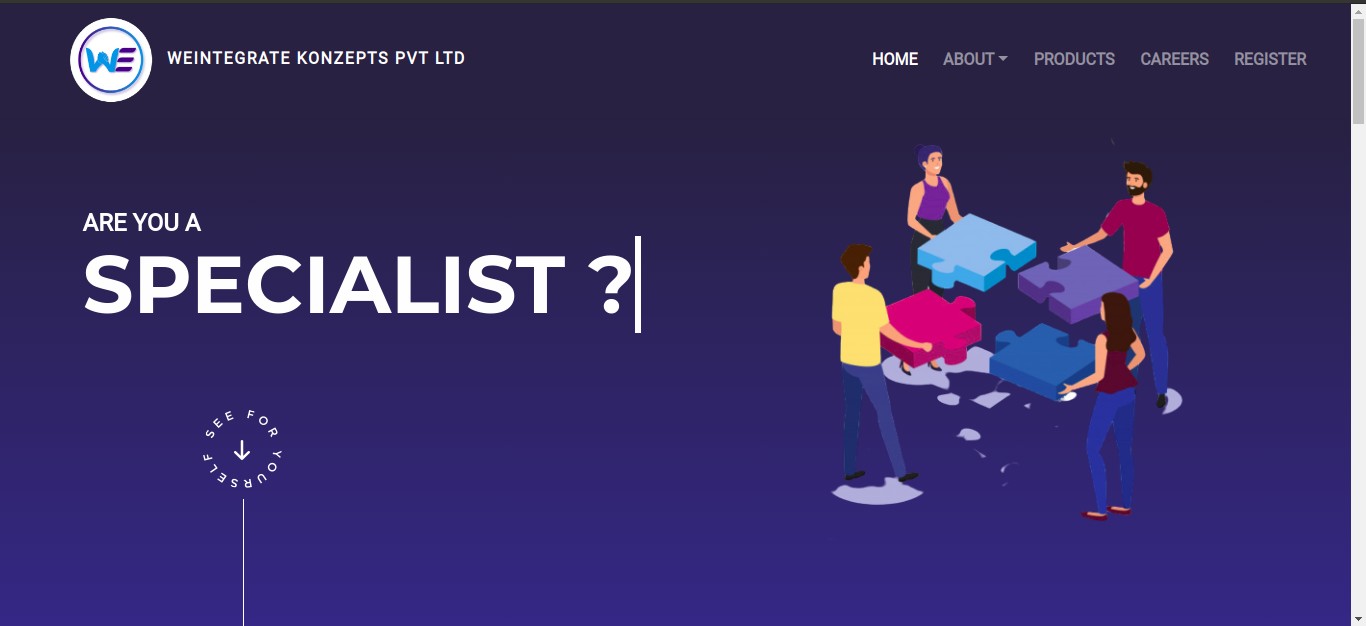 WE
WEINTEGRATE KONZEPTS PVT LTD
HOME
ABOUT
PRODUCTS
CAREERS
REGISTER
ARE YOU A
SPECIALIST ?
SEE FOR YOURSELF